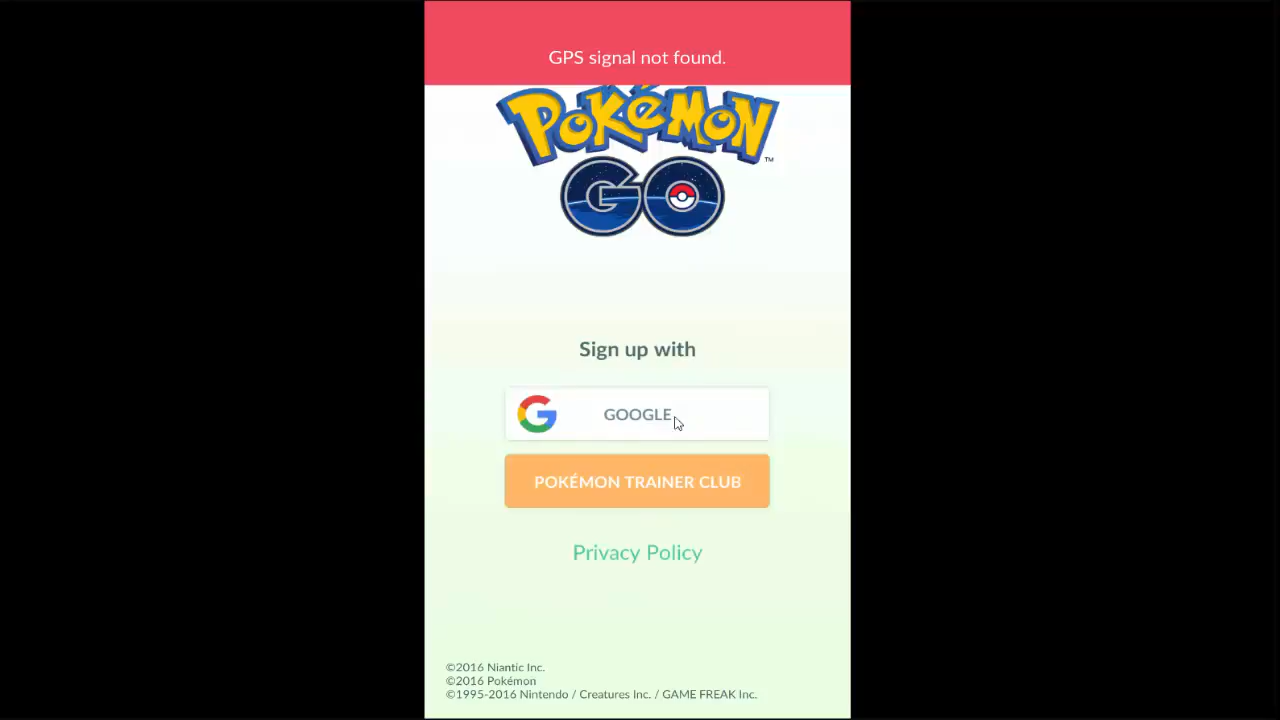 GPS signal not found.
POKÉMON
™
GO
Sign up with
GOOGLE
POKÉMON TRAINER CLUB
Privacy Policy
©2016 Niantic Inc.
©2016 Pokémon
©1995-2016 Nintendo / Creatures Inc. / GAME FREAK Inc.